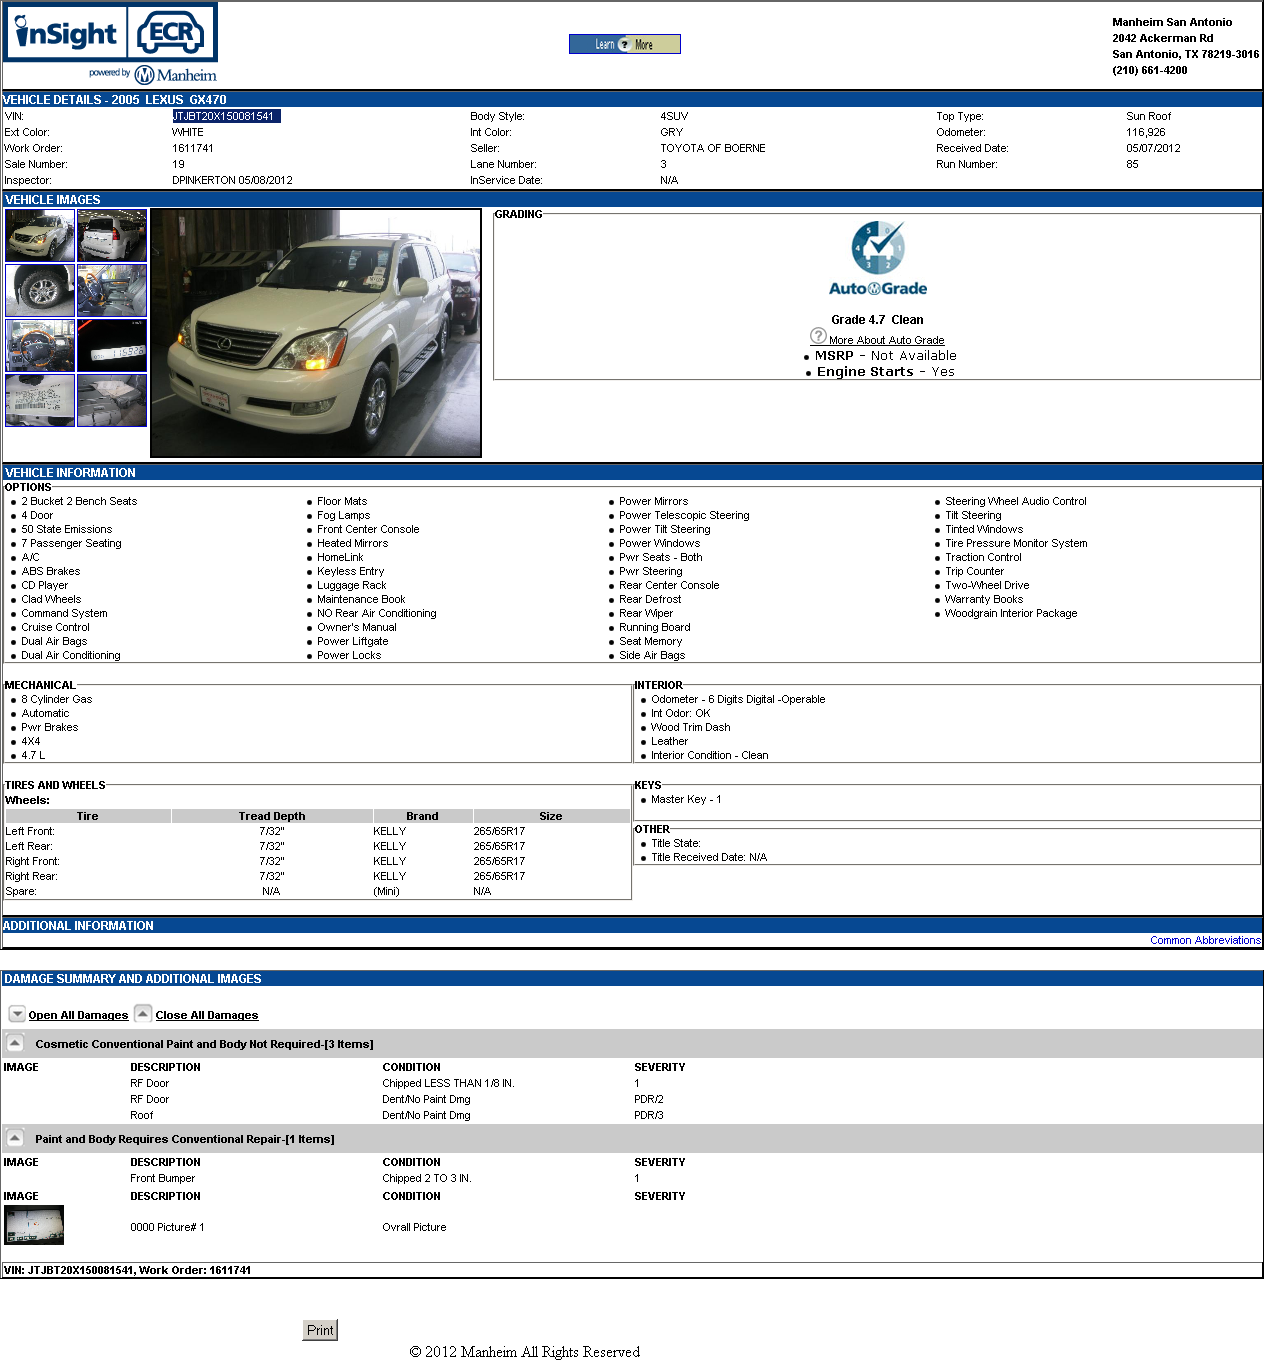 inSight ECR
powered by Manheim
Learn ? More
Manheim San Antonio
2042 Ackerman Rd
San Antonio, TX 78219-3016
(210) 661-4200
VEHICLE DETAILS - 2005 LEXUS GX470
VIN: JTJBT20X150081541 Body Style: 4SUV Top Type: Sun Roof
Ext Color: WHITE Int Color: GRY Odometer: 116,926
Work Order: 1611741 Seller: TOYOTA OF BOERNE Received Date: 05/07/2012
Sale Number: 19 Lane Number: 3 Run Number: 85
Inspector: DPINKERTON 05/08/2012 InService Date: N/A
VEHICLE IMAGES
GRADING
5 0 4 1 3 2
Auto Grade
Grade 4.7 Clean
? More About Auto Grade
• MSRP - Not Available
• Engine Starts - Yes
VEHICLE INFORMATION
OPTIONS
• 2 Bucket 2 Bench Seats • Floor Mats • Power Mirrors • Steering Wheel Audio Control
• 4 Door • Fog Lamps • Power Telescopic Steering • Tilt Steering
• 50 State Emissions • Front Center Console • Power Tilt Steering • Tinted Windows
• 7 Passenger Seating • Heated Mirrors • Power Windows • Tire Pressure Monitor System
• A/C • HomeLink • Pwr Seats - Both • Traction Control
• ABS Brakes • Keyless Entry • Pwr Steering • Trip Counter
• CD Player • Luggage Rack • Rear Center Console • Two-Wheel Drive
• Clad Wheels • Maintenance Book • Rear Defrost • Warranty Books
• Command System • NO Rear Air Conditioning • Rear Wiper • Woodgrain Interior Package
• Cruise Control • Owner's Manual • Running Board
• Dual Air Bags • Power Liftgate • Seat Memory
• Dual Air Conditioning • Power Locks • Side Air Bags
MECHANICAL
• 8 Cylinder Gas
• Automatic
• Pwr Brakes
• 4X4
• 4.7 L
INTERIOR
• Odometer - 6 Digits Digital -Operable
• Int Odor: OK
• Wood Trim Dash
• Leather
• Interior Condition - Clean
TIRES AND WHEELS
Wheels:
Tire Tread Depth Brand Size
Left Front: 7/32" KELLY 265/65R17
Left Rear: 7/32" KELLY 265/65R17
Right Front: 7/32" KELLY 265/65R17
Right Rear: 7/32" KELLY 265/65R17
Spare: N/A (Mini) N/A
KEYS
• Master Key - 1
OTHER
• Title State:
• Title Received Date: N/A
ADDITIONAL INFORMATION
Common Abbreviations
DAMAGE SUMMARY AND ADDITIONAL IMAGES
Open All Damages Close All Damages
Cosmetic Conventional Paint and Body Not Required-[3 Items]
IMAGE DESCRIPTION CONDITION SEVERITY
RF Door Chipped LESS THAN 1/8 IN. 1
RF Door Dent/No Paint Dmg PDR/2
Roof Dent/No Paint Dmg PDR/3
Paint and Body Requires Conventional Repair-[1 Items]
IMAGE DESCRIPTION CONDITION SEVERITY
Front Bumper Chipped 2 TO 3 IN. 1
IMAGE DESCRIPTION CONDITION SEVERITY
0000 Picture# 1 Ovrall Picture
VIN: JTJBT20X150081541, Work Order: 1611741
Print
© 2012 Manheim All Rights Reserved